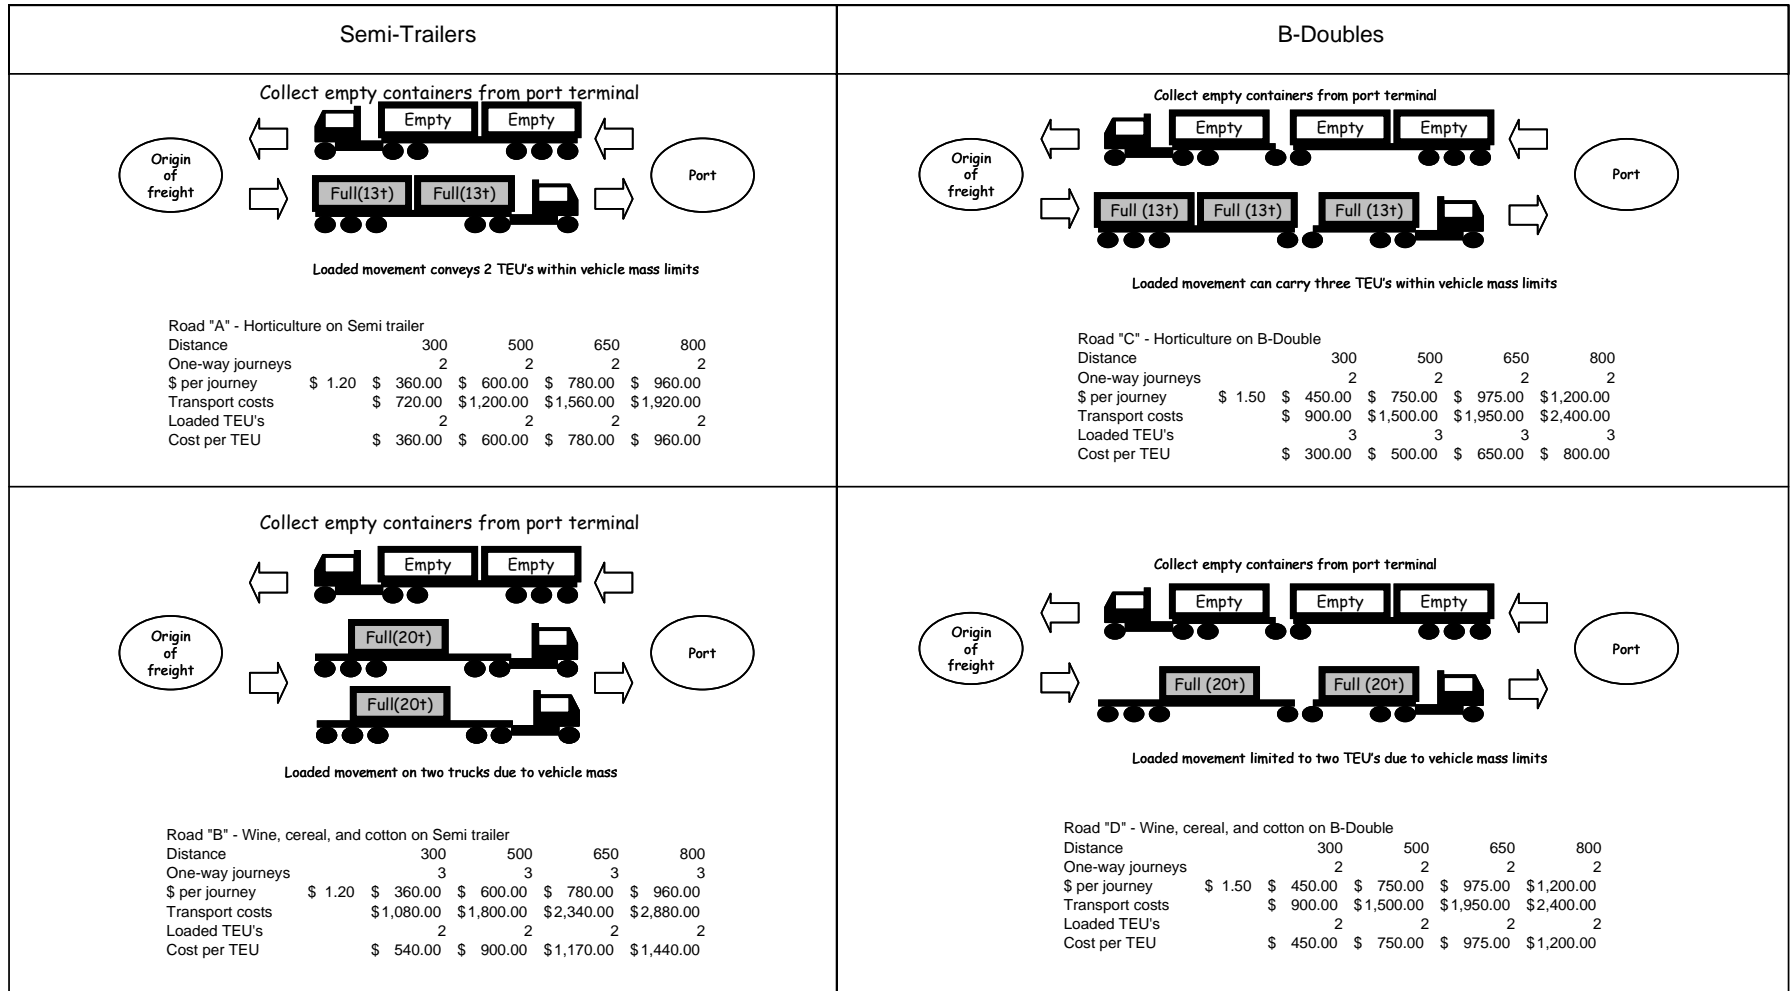 Semi-Trailers
B-Doubles
Collect empty containers from port terminal
Empty Empty
Origin
of
freight
Port
Full(13t) Full(13t)
Loaded movement conveys 2 TEU's within vehicle mass limits
Road "A" - Horticulture on Semi trailer
Distance 300 500 650 800
One-way journeys 2 2 2 2
$ per journey $ 1.20 $ 360.00 $ 600.00 $ 780.00 $ 960.00
Transport costs $ 720.00 $1,200.00 $1,560.00 $1,920.00
Loaded TEU's 2 2 2 2
Cost per TEU $ 360.00 $ 600.00 $ 780.00 $ 960.00
Collect empty containers from port terminal
Empty Empty Empty
Origin
of
freight
Port
Full (13t) Full (13t) Full (13t)
Loaded movement can carry three TEU's within vehicle mass limits
Road "C" - Horticulture on B-Double
Distance 300 500 650 800
One-way journeys 2 2 2 2
$ per journey $ 1.50 $ 450.00 $ 750.00 $ 975.00 $1,200.00
Transport costs $ 900.00 $1,500.00 $1,950.00 $2,400.00
Loaded TEU's 3 3 3 3
Cost per TEU $ 300.00 $ 500.00 $ 650.00 $ 800.00
Collect empty containers from port terminal
Empty Empty
Origin
of
freight
Port
Full(20t)
Full(20t)
Loaded movement on two trucks due to vehicle mass
Road "B" - Wine, cereal, and cotton on Semi trailer
Distance 300 500 650 800
One-way journeys 3 3 3 3
$ per journey $ 1.20 $ 360.00 $ 600.00 $ 780.00 $ 960.00
Transport costs $1,080.00 $1,800.00 $2,340.00 $2,880.00
Loaded TEU's 2 2 2 2
Cost per TEU $ 540.00 $ 900.00 $1,170.00 $1,440.00
Collect empty containers from port terminal
Empty Empty Empty
Origin
of
freight
Port
Full (20t) Full (20t)
Loaded movement limited to two TEU's due to vehicle mass limits
Road "D" - Wine, cereal, and cotton on B-Double
Distance 300 500 650 800
One-way journeys 2 2 2 2
$ per journey $ 1.50 $ 450.00 $ 750.00 $ 975.00 $1,200.00
Transport costs $ 900.00 $1,500.00 $1,950.00 $2,400.00
Loaded TEU's 2 2 2 2
Cost per TEU $ 450.00 $ 750.00 $ 975.00 $1,200.00